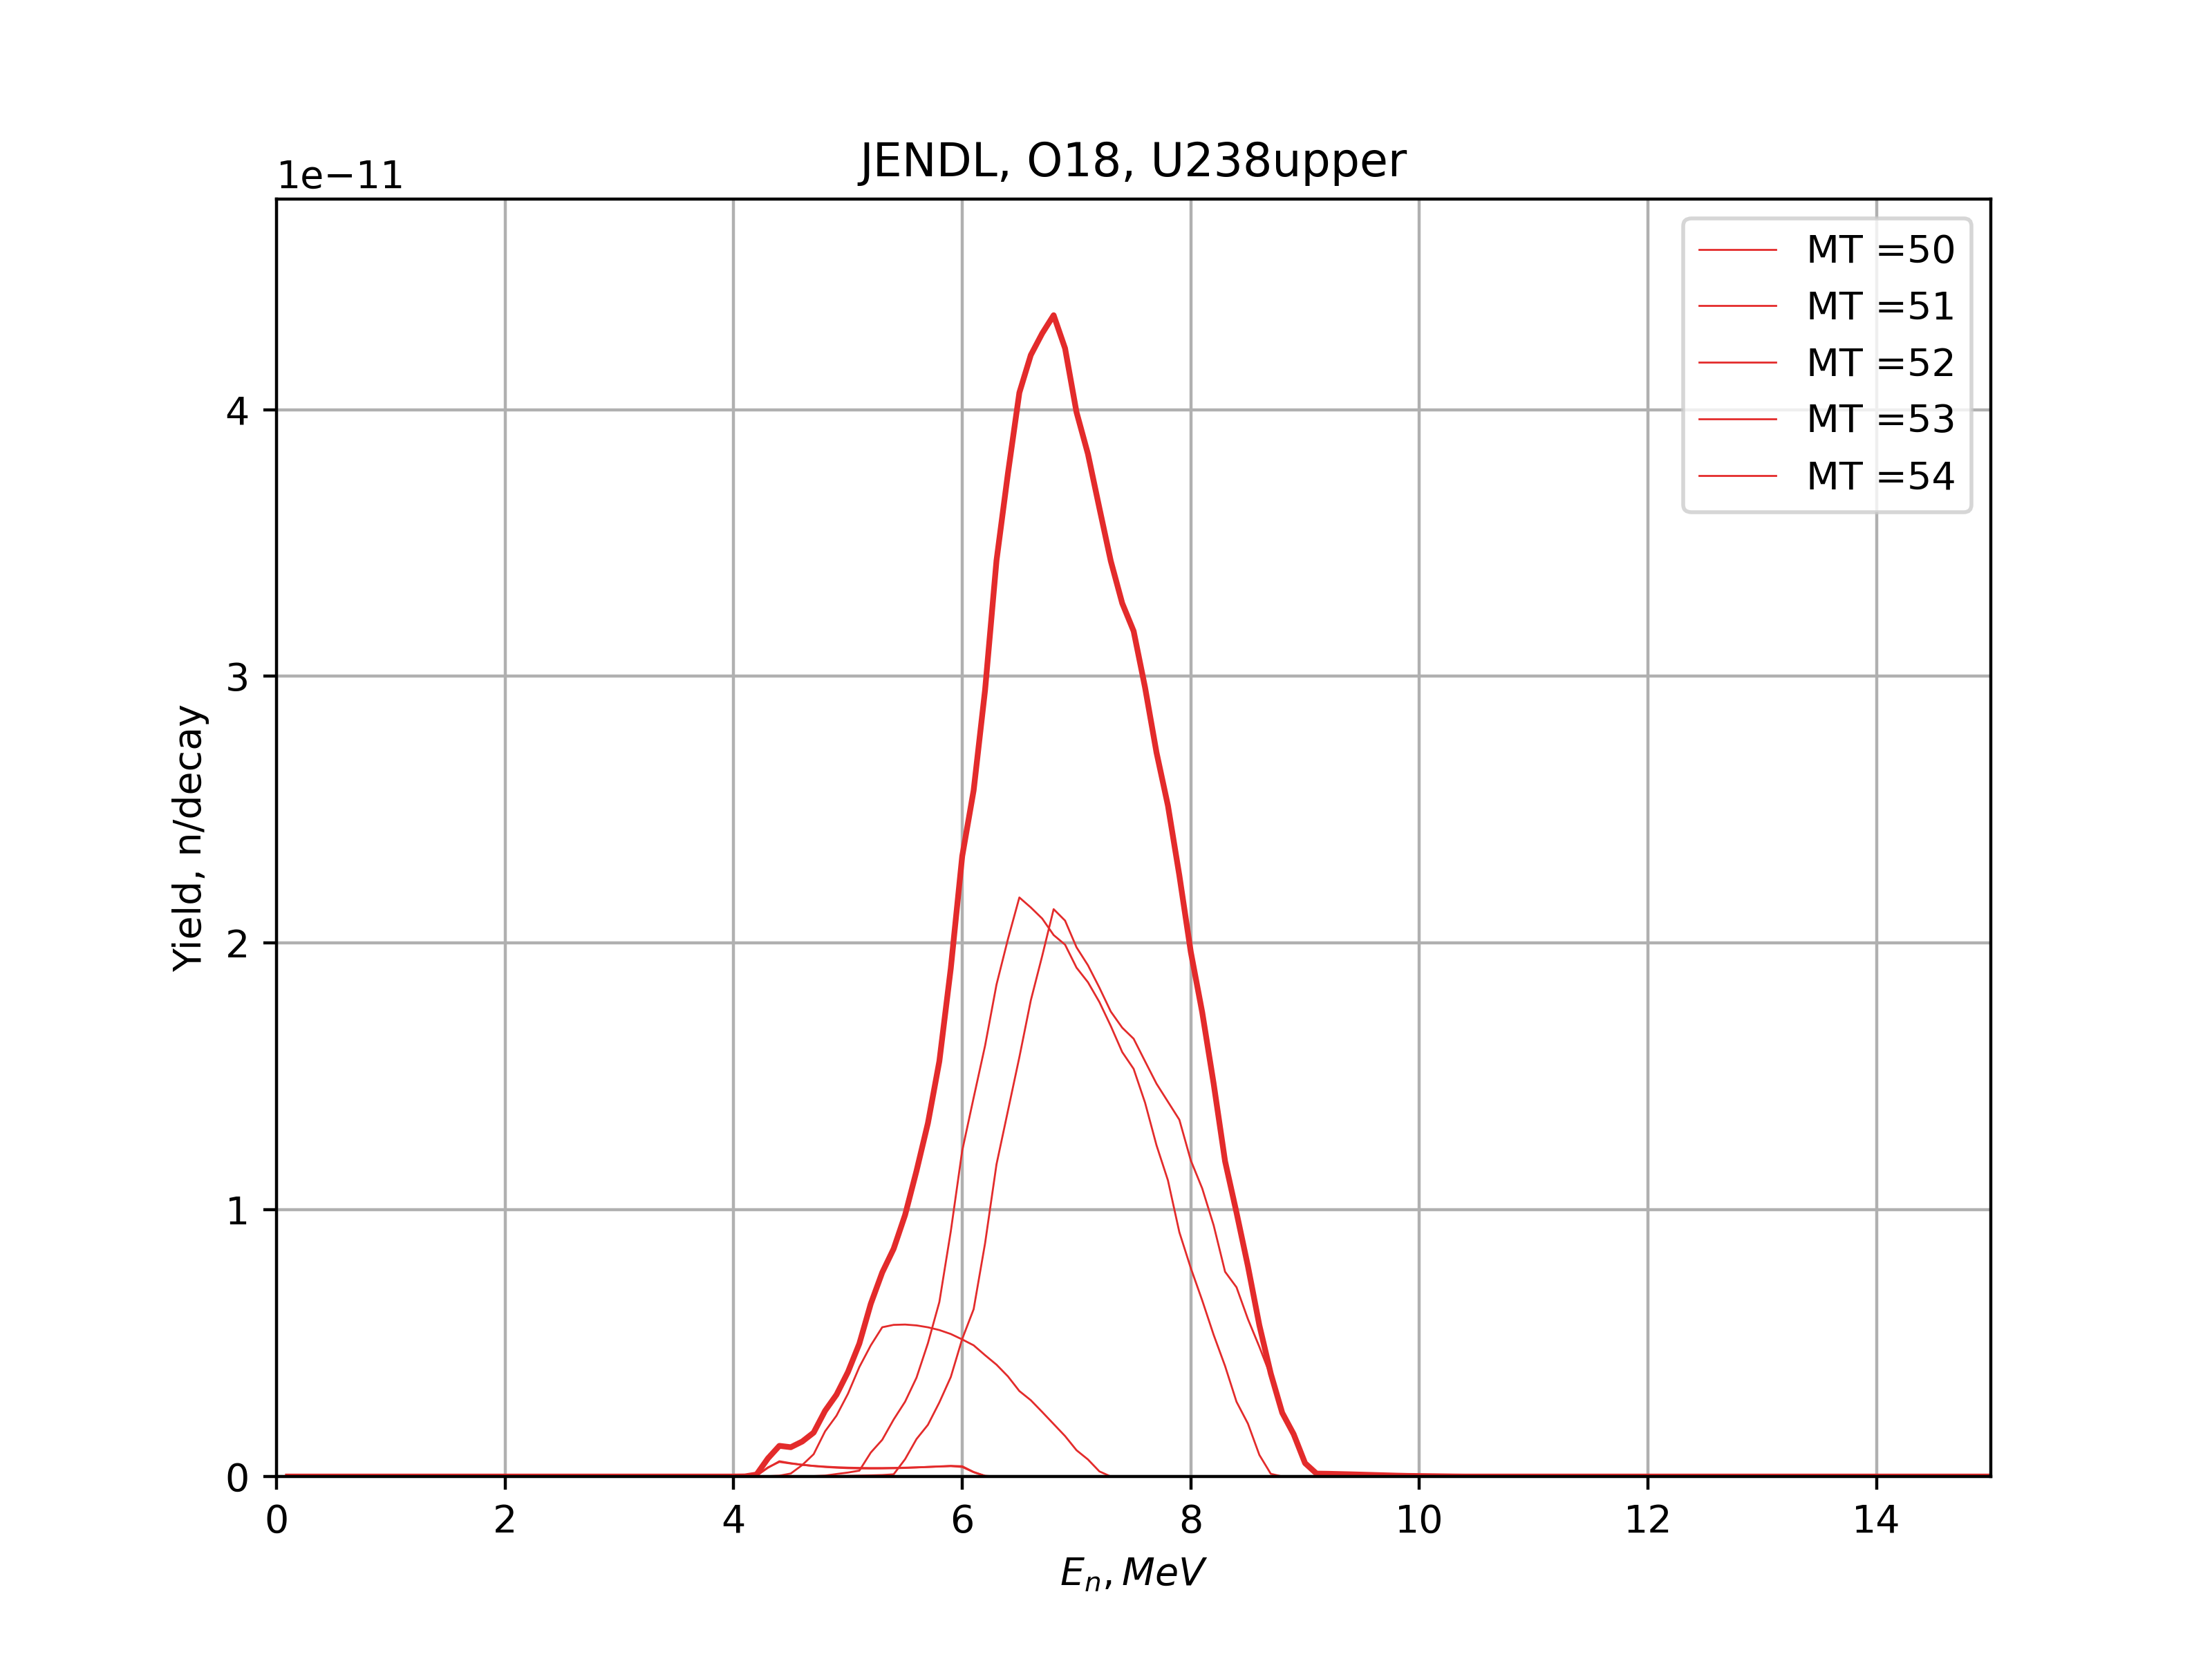 JENDL, O18, U238upper
1e−11
MT =50
MT =51
MT =52
MT =53
MT =54
4
3
2
1
0
Yield, n/decay
0 2 4 6 8 10 12 14
Eₙ, MeV